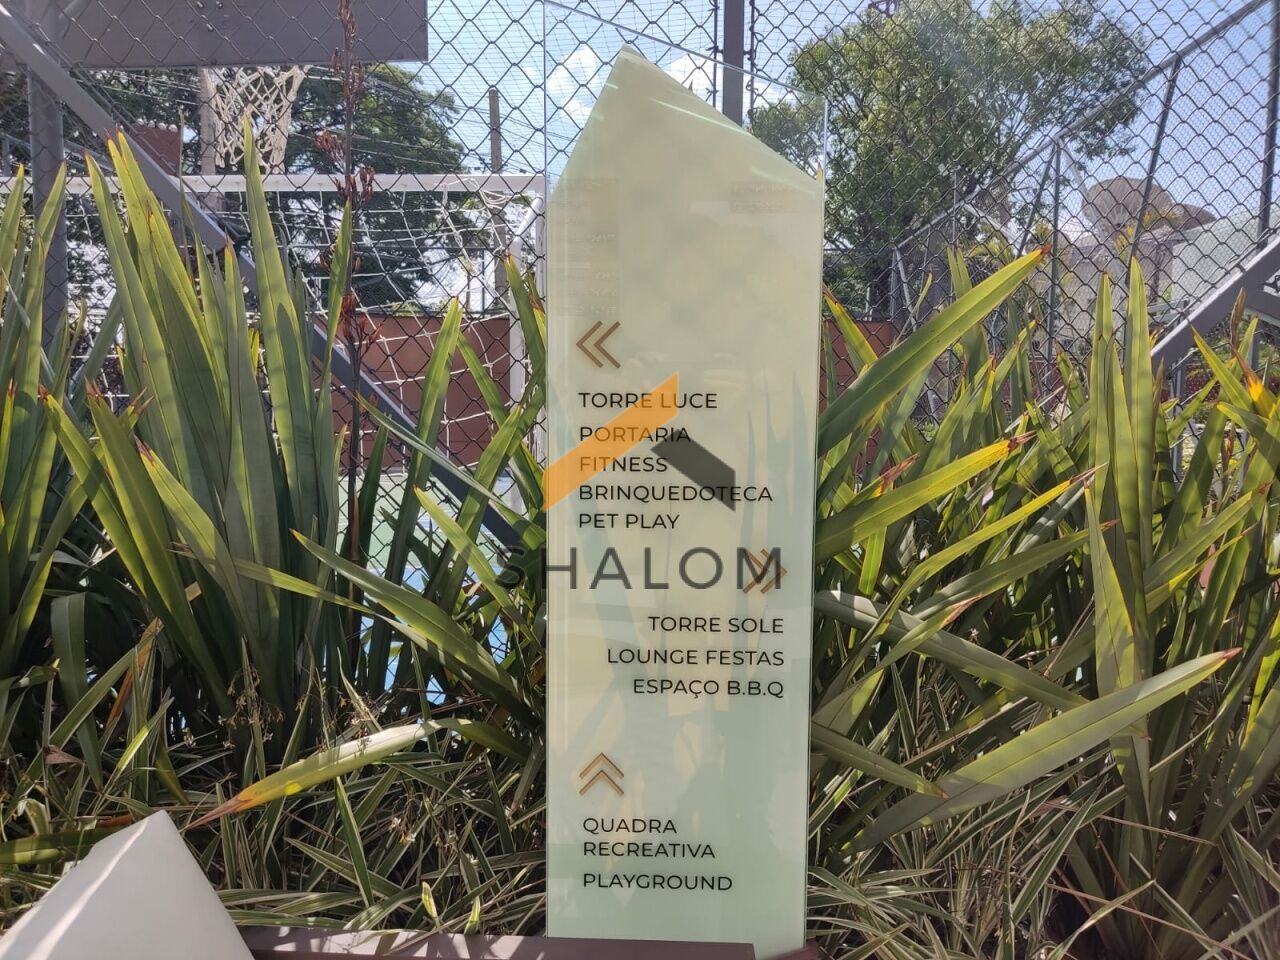 TORRE LUCE
PORTARIA
FITNESS
BRINQUEDOTECA
PET PLAY
SHALOM
TORRE SOLE
LOUNGE FESTAS
ESPAÇO B.B.Q
QUADRA
RECREATIVA
PLAYGROUND